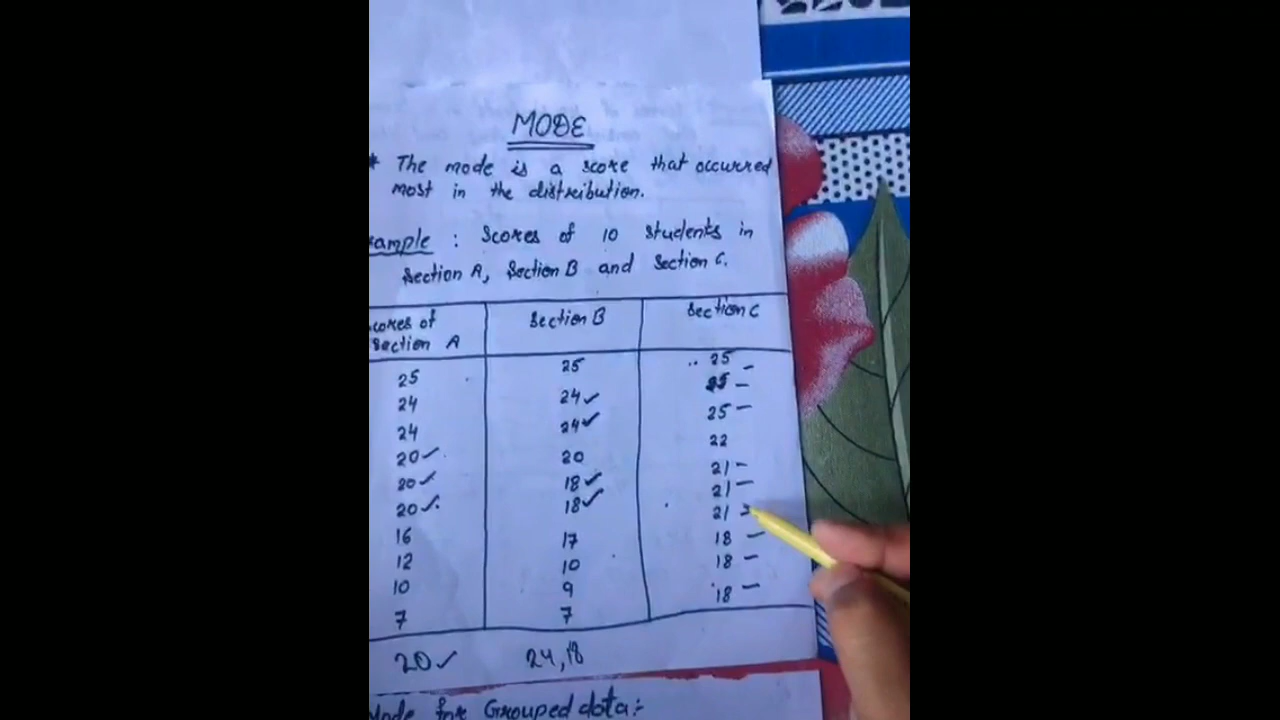 MODE
* The mode is a score that occurred
most in the distribution.
xample : Scores of 10 students in
Section A, Section B and Section C.
cores of
Section A
Section B
Section C
25 25 25
24 24 ✓ 25
24 24 ✓ 25
20 ✓ 20 22
20 ✓ 18 ✓ 21
20 ✓ 18 ✓ 21
16 17 21
12 10 18
10 9 18
7 7 18
20 ✓ 24, 18
Mode for Grouped data:-